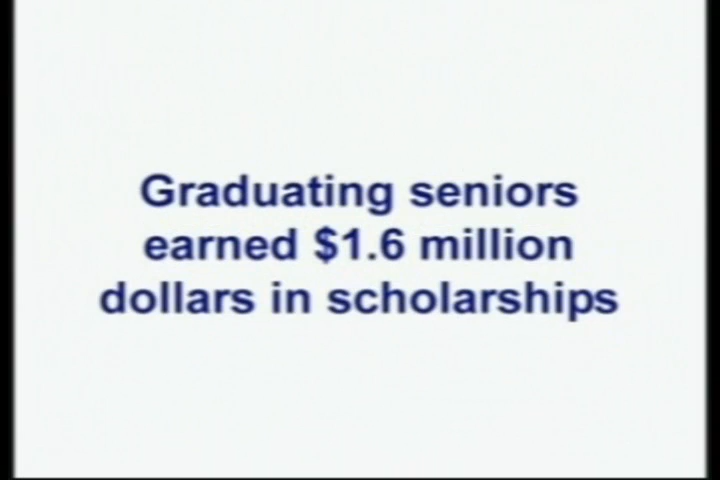 Graduating seniors
earned $1.6 million
dollars in scholarships